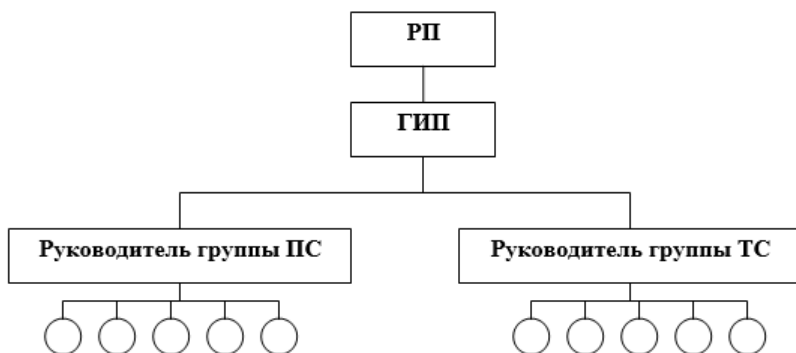 РП
ГИП
Руководитель группы ПС
Руководитель группы ТС